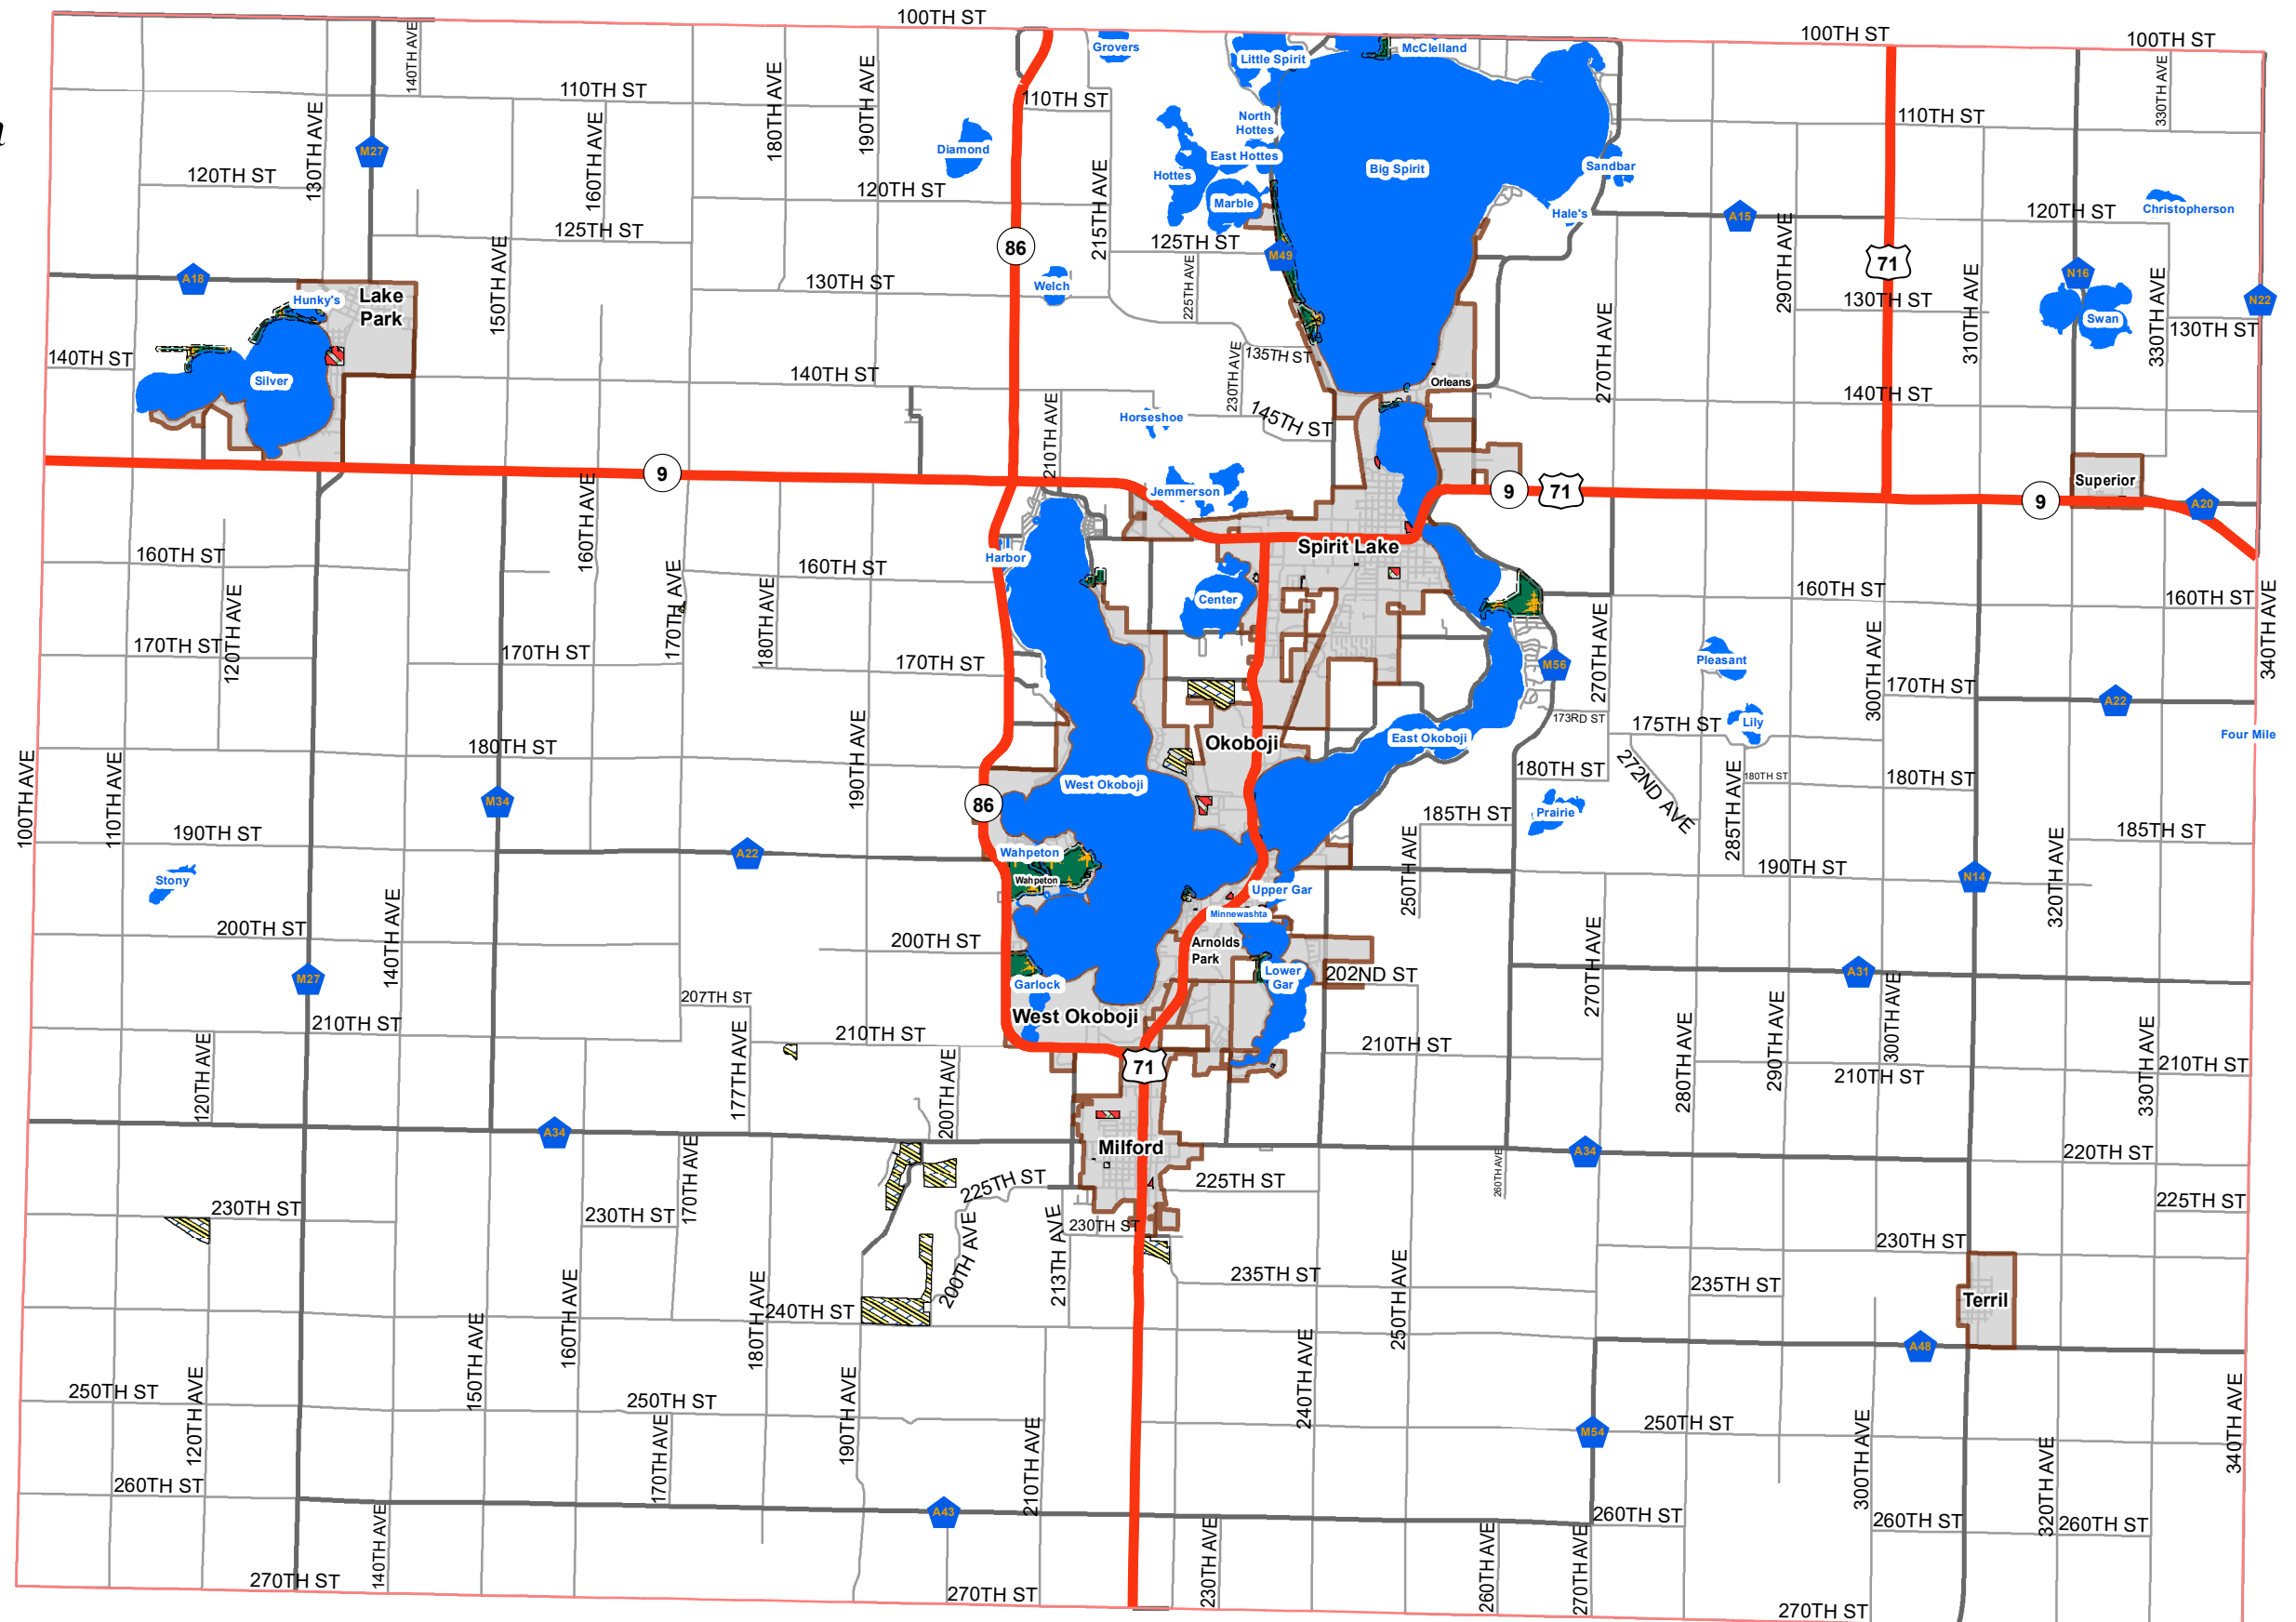 100TH ST
100TH ST
100TH ST
Grovers
Little Spirit
McClelland
140TH AVE
180TH AVE
190TH AVE
330TH AVE
110TH ST
110TH ST
110TH ST
130TH AVE
160TH AVE
North
Hottes
M27
Diamond
East Hottes
Hottes
Big Spirit
Sandbar
120TH ST
120TH ST
215TH AVE
Marble
Hale's
A15
120TH ST
Christopherson
125TH ST
125TH ST
86
M49
290TH AVE
71
N16
A18
150TH AVE
130TH ST
Welch
225TH AVE
130TH ST
310TH AVE
330TH AVE
N22
Hunky's
Lake
Park
Swan
130TH ST
140TH ST
Silver
140TH ST
135TH ST
230TH AVE
270TH AVE
Orleans
140TH ST
Horseshoe
145TH ST
210TH AVE
9
160TH AVE
Jemmerson
9
71
9
Superior
A20
160TH ST
160TH ST
Harbor
Spirit Lake
120TH AVE
170TH AVE
180TH AVE
Center
160TH ST
160TH ST
340TH AVE
170TH ST
170TH ST
170TH ST
M56
270TH AVE
Pleasant
300TH AVE
170TH ST
A22
173RD ST
175TH ST
Lily
Four Mile
180TH ST
190TH AVE
Okoboji
East Okoboji
100TH AVE
110TH AVE
M34
West Okoboji
180TH ST
272ND AVE
285TH AVE
180TH ST
180TH ST
86
Prairie
190TH ST
185TH ST
185TH ST
A22
Wahpeton
Wahpeton
250TH AVE
190TH ST
N14
320TH AVE
Stony
Upper Gar
Minnewashta
140TH AVE
200TH ST
200TH ST
Arnolds
Park
Lower
Gar
202ND ST
270TH AVE
A31
M27
Garlock
207TH ST
West Okoboji
280TH AVE
290TH AVE
300TH AVE
330TH AVE
210TH ST
210TH ST
210TH ST
210TH ST
210TH ST
120TH AVE
177TH AVE
200TH AVE
71
A34
Milford
A34
220TH ST
170TH AVE
225TH ST
225TH ST
260TH AVE
225TH ST
230TH ST
230TH ST
200TH AVE
213TH AVE
230TH ST
230TH ST
235TH ST
235TH ST
250TH AVE
Terril
160TH AVE
180TH AVE
240TH ST
150TH AVE
240TH AVE
A48
120TH AVE
190TH AVE
340TH AVE
250TH ST
250TH ST
170TH AVE
210TH AVE
M54
250TH ST
300TH AVE
320TH AVE
260TH ST
A43
260TH ST
260TH ST
260TH ST
140TH AVE
230TH AVE
260TH AVE
270TH AVE
270TH ST
270TH ST
270TH ST